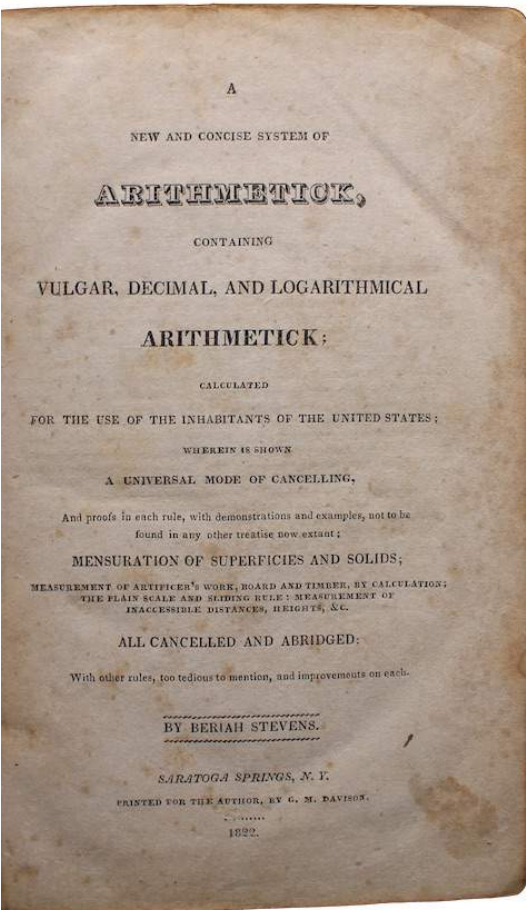 A
NEW AND CONCISE SYSTEM OF
ARITHMETICK,
CONTAINING
VULGAR, DECIMAL, AND LOGARITHMICAL
ARITHMETICK;
CALCULATED
FOR THE USE OF THE INHABITANTS OF THE UNITED STATES;
WHEREIN IS SHOWN
A UNIVERSAL MODE OF CANCELLING,
And proofs in each rule, with demonstrations and examples, not to be
found in any other treatise now extant;
MENSURATION OF SUPERFICIES AND SOLIDS;
MEASUREMENT OF ARTIFICER'S WORK, BOARD AND TIMBER, BY CALCULATION;
THE PLAIN SCALE AND SLIDING RULE: MEASUREMENT OF
INACCESSIBLE DISTANCES, HEIGHTS, &C.
ALL CANCELLED AND ABRIDGED:
With other rules, too tedious to mention, and improvements on each.
BY BERIAH STEVENS.
SARATOGA SPRINGS, N. Y.
PRINTED FOR THE AUTHOR, BY G. M. DAVISON.
1822.